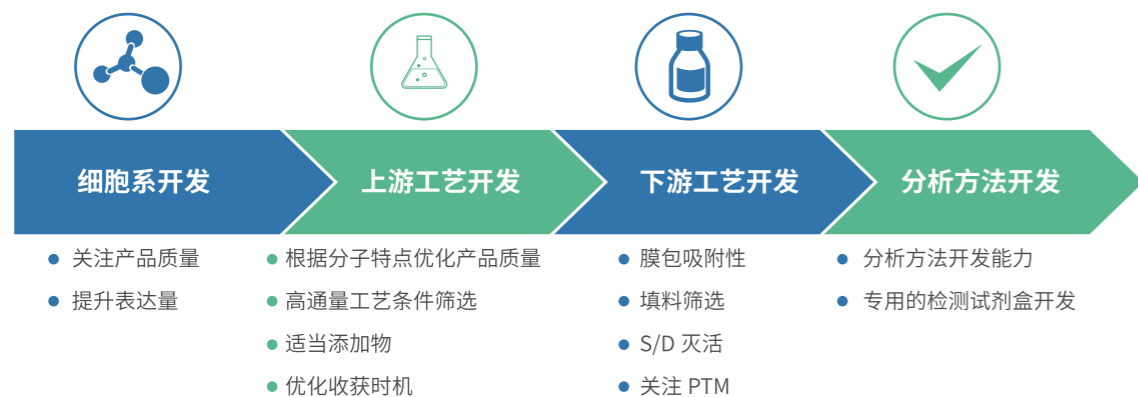 细胞系开发
关注产品质量
提升表达量
上游工艺开发
根据分子特点优化产品质量
高通量工艺条件筛选
适当添加物
优化收获时机
下游工艺开发
膜包吸附性
填料筛选
S/D 灭活
关注 PTM
分析方法开发
分析方法开发能力
专用的检测试剂盒开发